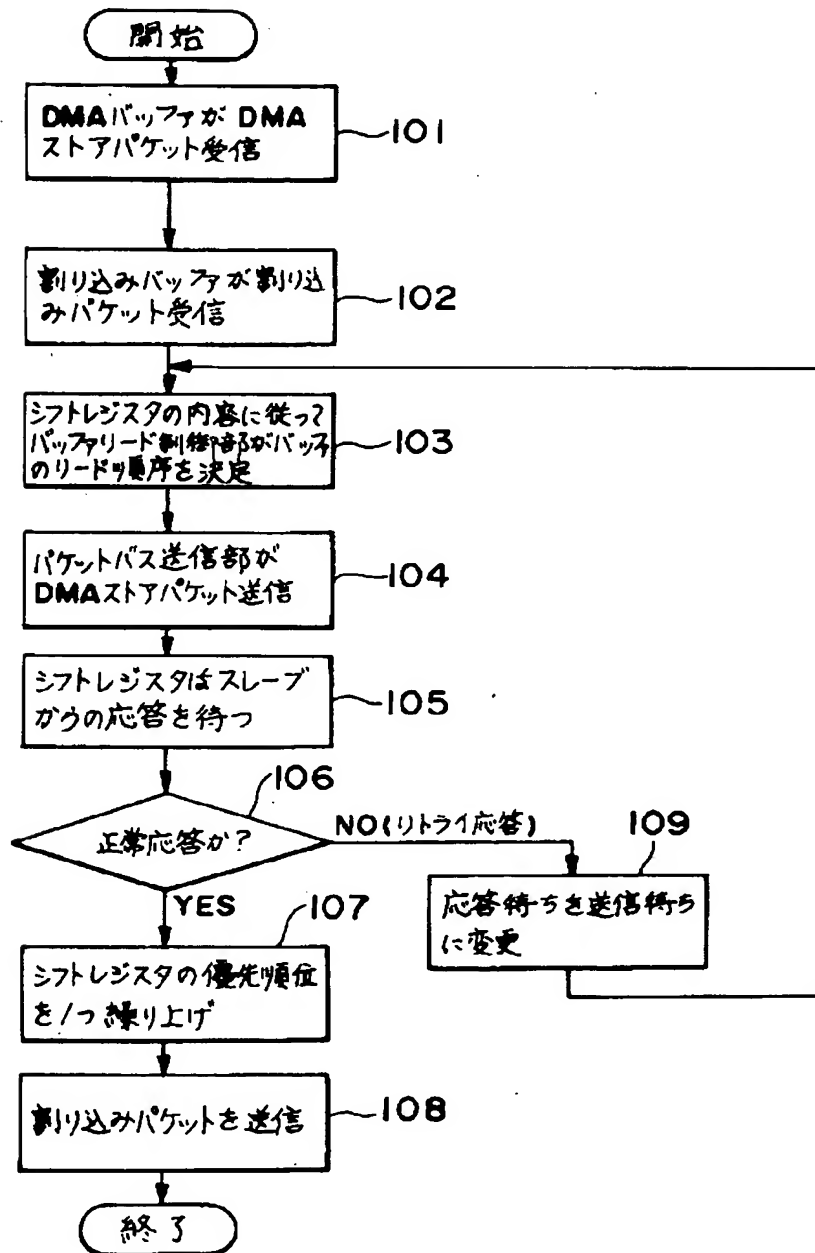 開始
DMAバッファが DMA
ストアパケット受信
101
割り込みバッファが割り込
みパケット受信
102
シフトレジスタの内容に従って
バッファリード制御部がバッファ
のリード順序を決定
103
パケットバス送信部が
DMAストアパケット送信
104
シフトレジスタはスレーブ
からの応答を待つ
105
106
正常応答か?
NO(リトライ応答)
YES
109
応答待ちを送信待ち
に変更
107
シフトレジスタの優先順位
を1つ繰り上げ
割り込みパケットを送信
108
終了